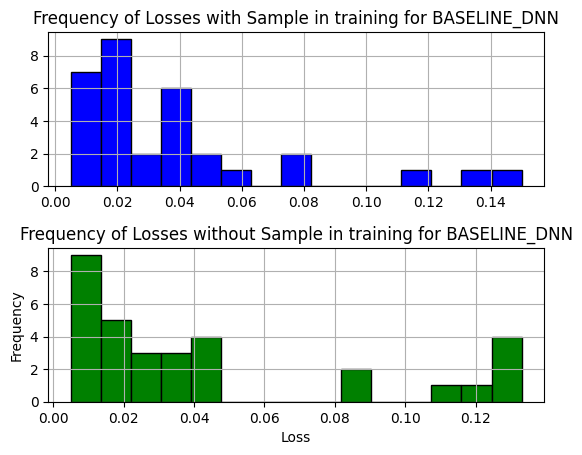 Frequency of Losses with Sample in training for BASELINE_DNN
8
6
4
2
0
0.00 0.02 0.04 0.06 0.08 0.10 0.12 0.14
Frequency of Losses without Sample in training for BASELINE_DNN
Frequency
8
6
4
2
0
0.00 0.02 0.04 0.06 0.08 0.10 0.12
Loss